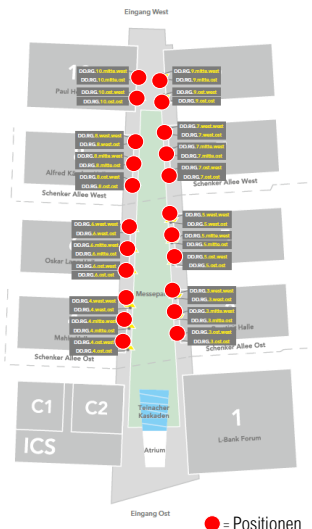 Eingang West
DD.RG.10.mitte.west
DD.RG.10.mitte.ost
DD.RG.9.mitte.west
DD.RG.9.mitte.ost
DD.RG.10.ost.west
DD.RG.10.ost.ost
DD.RG.9.ost.west
DD.RG.9.ost.ost
Paul H
DD.RG.8.west.west
DD.RG.8.west.ost
DD.RG.7.west.west
DD.RG.7.west.ost
DD.RG.8.mitte.west
DD.RG.8.mitte.ost
DD.RG.7.mitte.west
DD.RG.7.mitte.ost
Alfred K
DD.RG.8.ost.west
DD.RG.8.ost.ost
DD.RG.7.ost.west
DD.RG.7.ost.ost
Schenker Allee West
Schenker Allee West
DD.RG.6.west.west
DD.RG.6.west.ost
DD.RG.5.west.west
DD.RG.5.west.ost
DD.RG.6.mitte.west
DD.RG.6.mitte.ost
DD.RG.5.mitte.west
DD.RG.5.mitte.ost
Oskar La
DD.RG.6.ost.west
DD.RG.6.ost.ost
DD.RG.5.ost.west
DD.RG.5.ost.ost
Messepa
DD.RG.4.west.west
DD.RG.4.west.ost
DD.RG.3.west.west
DD.RG.3.west.ost
DD.RG.4.mitte.west
DD.RG.4.mitte.ost
DD.RG.3.mitte.west
DD.RG.3.mitte.ost
Mahl
Halle
DD.RG.4.ost.west
DD.RG.4.ost.ost
DD.RG.3.ost.west
DD.RG.3.ost.ost
Schenker Allee Ost
Schenker Allee Ost
C1
C2
ICS
Teinacher
Kaskaden
Atrium
1
L-Bank Forum
Eingang Ost
= Positionen